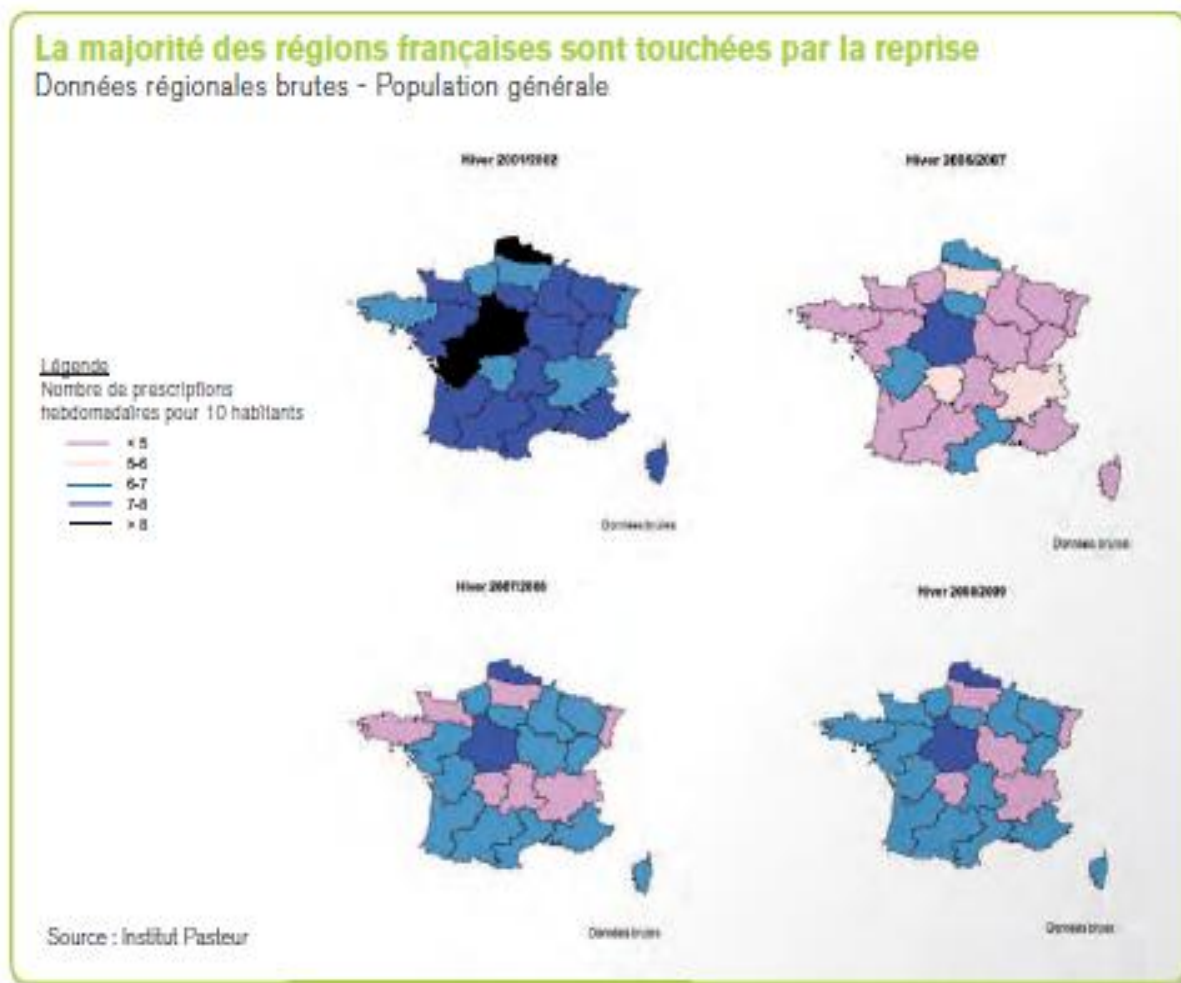 La majorité des régions françaises sont touchées par la reprise
Données régionales brutes - Population générale
Hiver 2001/2002
Hiver 2006/2007
Légende
Nombre de prescriptions
hebdomadaires pour 10 habitants
< 5
5-6
6-7
7-8
> 8
Données brutes
Données brutes
Hiver 2007/2008
Hiver 2008/2009
Données brutes
Données brutes
Source : Institut Pasteur